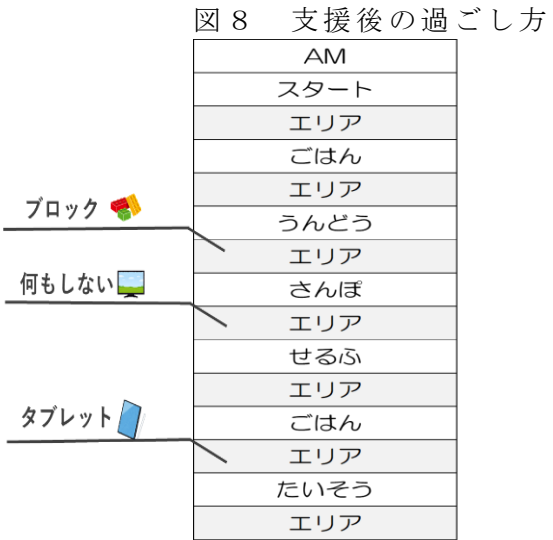 図８　支援後の過ごし方
AM
スタート
エリア
ごはん
エリア
ブロック
うんどう
エリア
何もしない
さんぽ
エリア
せるふ
エリア
タブレット
ごはん
エリア
たいそう
エリア